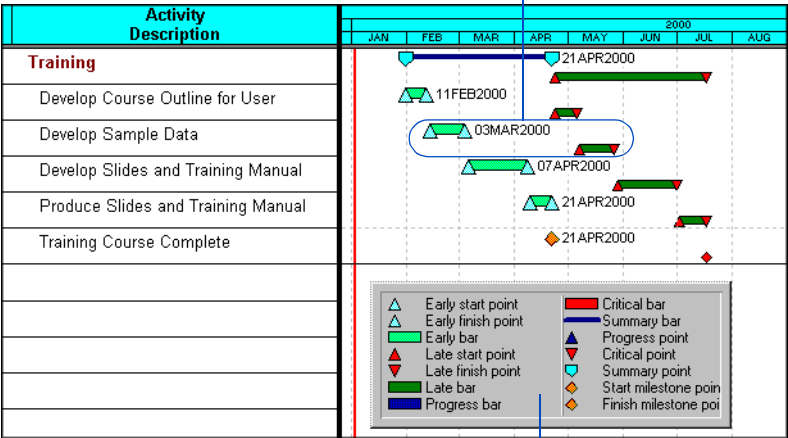 Activity
Description
2000
JAN FEB MAR APR MAY JUN JUL AUG
Training
21APR2000
Develop Course Outline for User
11FEB2000
Develop Sample Data
03MAR2000
Develop Slides and Training Manual
07APR2000
Produce Slides and Training Manual
21APR2000
Training Course Complete
21APR2000
Early start point
Early finish point
Early bar
Late start point
Late finish point
Late bar
Progress bar
Critical bar
Summary bar
Progress point
Critical point
Summary point
Start milestone poin
Finish milestone poi